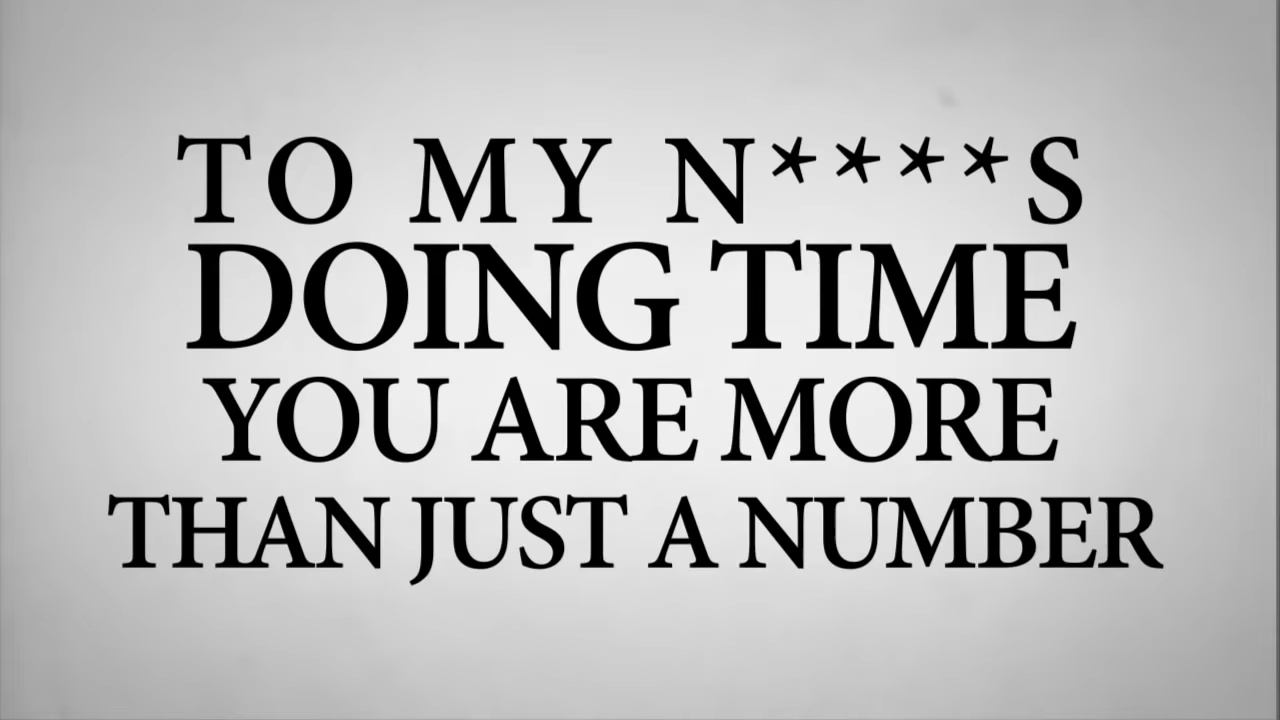 TO MY N****S
DOING TIME
YOU ARE MORE
THAN JUST A NUMBER